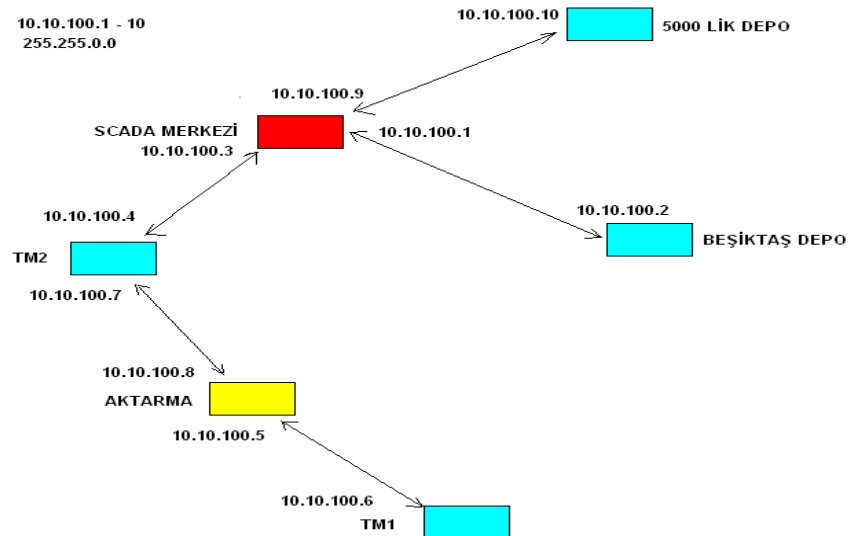 10.10.100.1 - 10
255.255.0.0
10.10.100.10
5000 LİK DEPO
10.10.100.9
SCADA MERKEZİ
10.10.100.1
10.10.100.3
10.10.100.4
10.10.100.2
TM2
BEŞİKTAŞ DEPO
10.10.100.7
10.10.100.8
AKTARMA
10.10.100.5
10.10.100.6
TM1